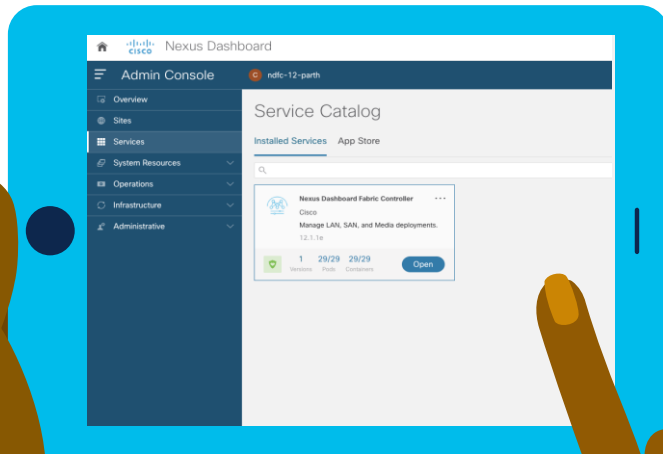 cisco Nexus Dashboard
Admin Console
C ndfc-12-parth
Overview
Sites
Services
System Resources
Operations
Infrastructure
Administrative
Service Catalog
Installed Services App Store
Nexus Dashboard Fabric Controller ...
Cisco
Manage LAN, SAN, and Media deployments.
12.1.1e
1 29/29 29/29
Versions Pods Containers
Open